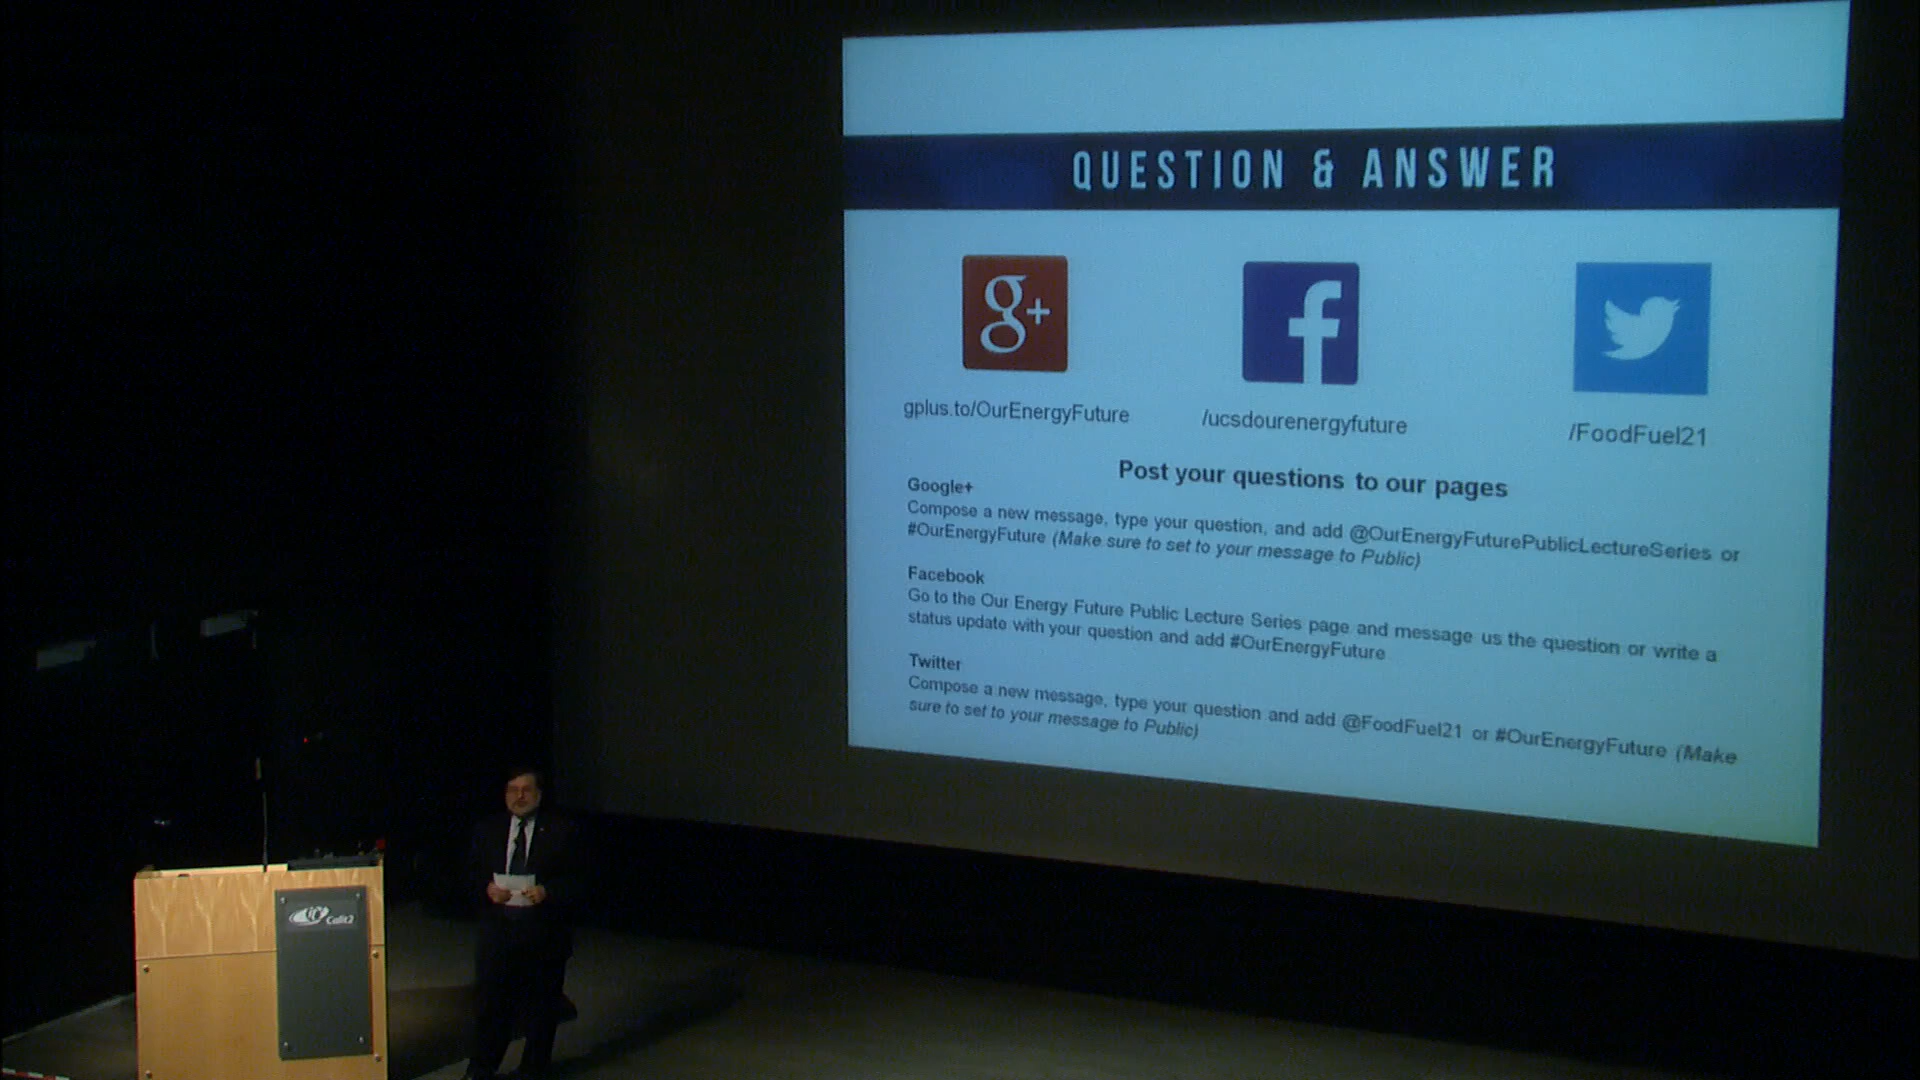 QUESTION & ANSWER
g+
f
gplus.to/OurEnergyFuture
/ucsdourenergyfuture
/FoodFuel21
Post your questions to our pages
Google+
Compose a new message, type your question, and add @OurEnergyFuturePublicLectureSeries or
#OurEnergyFuture (Make sure to set to your message to Public)
Facebook
Go to the Our Energy Future Public Lecture Series page and message us the question or write a
status update with your question and add #OurEnergyFuture
Twitter
Compose a new message, type your question and add @FoodFuel21 or #OurEnergyFuture (Make
sure to set to your message to Public)
Calit2